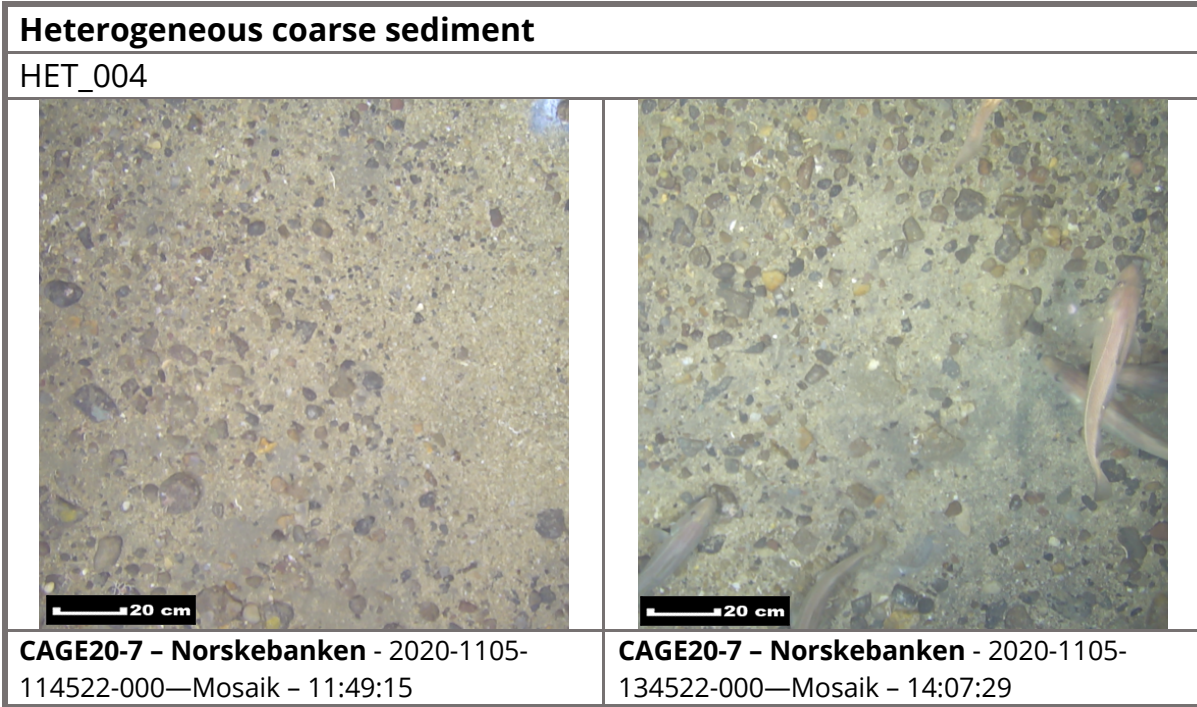 Heterogeneous coarse sediment
HET_004
20 cm
20 cm
CAGE20-7 – Norskebanken - 2020-1105-
114522-000—Mosaik – 11:49:15
CAGE20-7 – Norskebanken - 2020-1105-
134522-000—Mosaik – 14:07:29